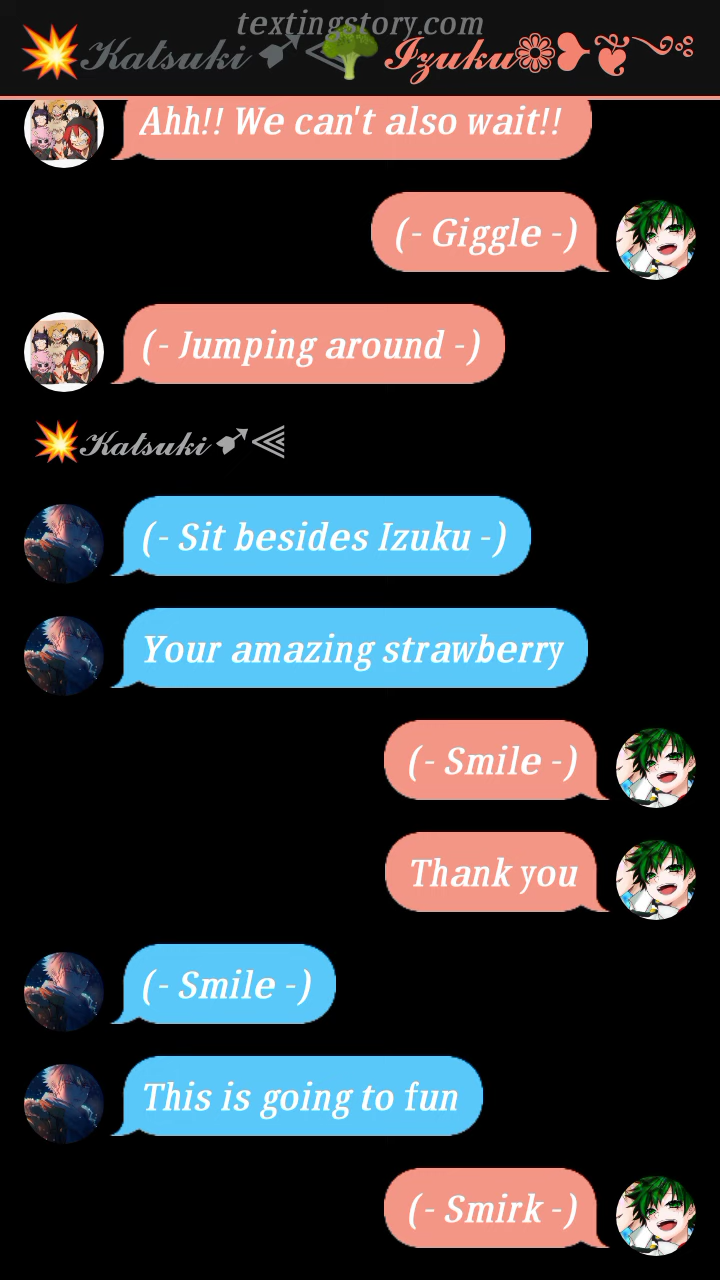 textingstory.com
💥𝒦𝒶𝓉𝓈𝓊𝓀𝒾➶⫷🥦𝓘𝔃𝓾𝓴𝓾❁❥❦
Ahh!! We can't also wait!!
(- Giggle -)
(- Jumping around -)
💥𝒦𝒶𝓉𝓈𝓊𝓀𝒾➶⫷
(- Sit besides Izuku -)
Your amazing strawberry
(- Smile -)
Thank you
(- Smile -)
This is going to fun
(- Smirk -)